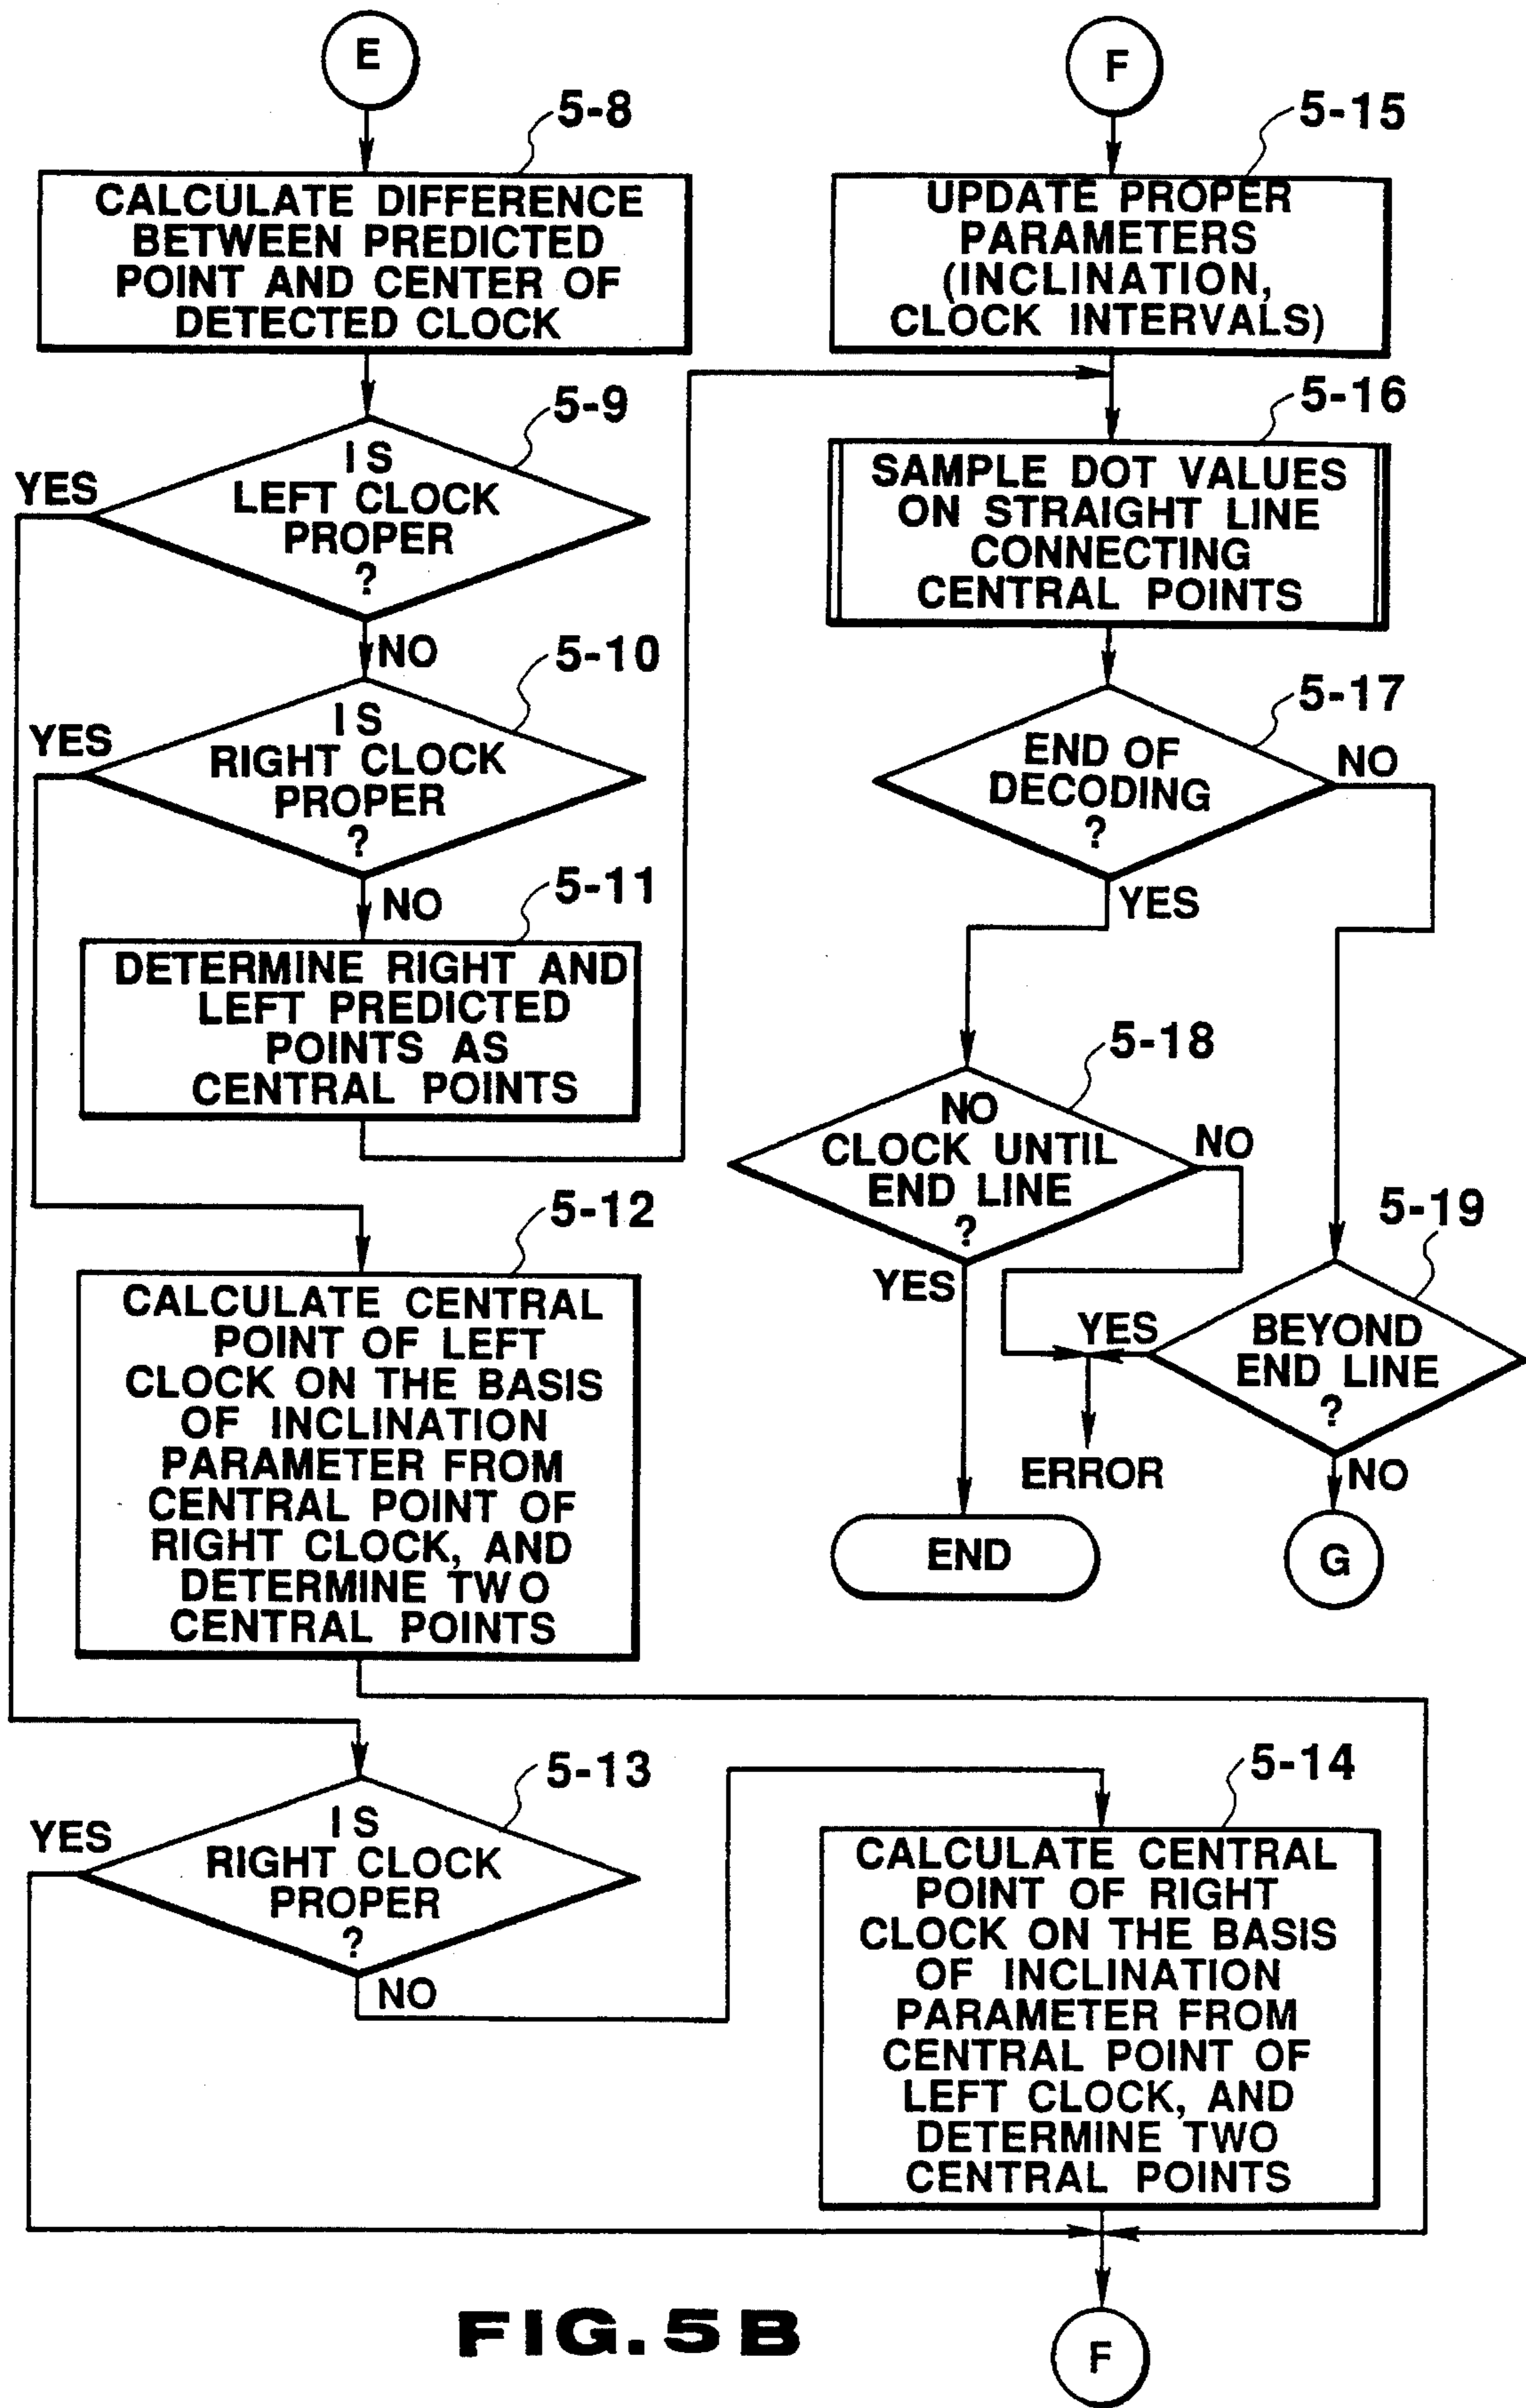 E
5-8
CALCULATE DIFFERENCE
BETWEEN PREDICTED
POINT AND CENTER OF
DETECTED CLOCK
5-9
IS
LEFT CLOCK
PROPER
?
YES
NO
5-10
IS
RIGHT CLOCK
PROPER
?
YES
NO
5-11
DETERMINE RIGHT AND
LEFT PREDICTED
POINTS AS
CENTRAL POINTS
5-12
CALCULATE CENTRAL
POINT OF LEFT
CLOCK ON THE BASIS
OF INCLINATION
PARAMETER FROM
CENTRAL POINT OF
RIGHT CLOCK, AND
DETERMINE TWO
CENTRAL POINTS
5-13
IS
RIGHT CLOCK
PROPER
?
YES
NO
5-14
CALCULATE CENTRAL
POINT OF RIGHT
CLOCK ON THE BASIS
OF INCLINATION
PARAMETER FROM
CENTRAL POINT OF
LEFT CLOCK, AND
DETERMINE TWO
CENTRAL POINTS
F
F
5-15
UPDATE PROPER
PARAMETERS
(INCLINATION,
CLOCK INTERVALS)
5-16
SAMPLE DOT VALUES
ON STRAIGHT LINE
CONNECTING
CENTRAL POINTS
5-17
END OF
DECODING
?
NO
YES
5-18
NO
CLOCK UNTIL
END LINE
?
NO
YES
5-19
BEYOND
END LINE
?
YES
NO
ERROR
END
G
FIG.5B